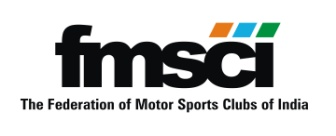 fmsci
The Federation of Motor Sports Clubs of India